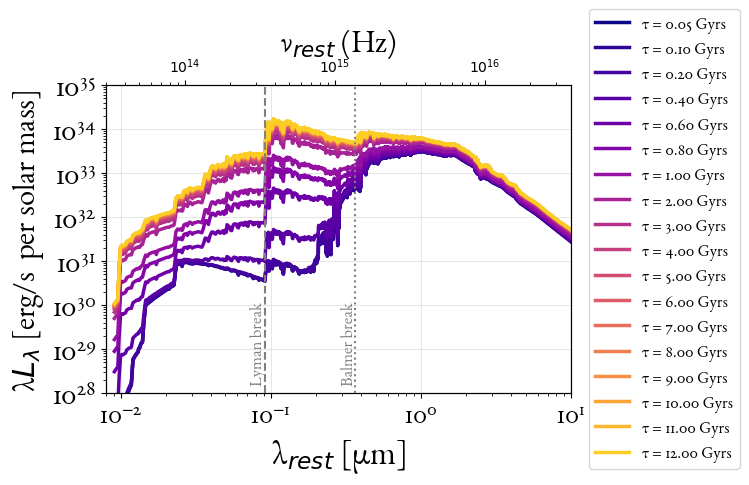 ν_rest (Hz)
10^14 10^15 10^16
λL_λ [erg/s per solar mass]
10^35
10^34
10^33
10^32
10^31
10^30
10^29
10^28
Lyman break
Balmer break
10^−2 10^−1 10^0 10^1
λ_rest [μm]
τ = 0.05 Gyrs
τ = 0.10 Gyrs
τ = 0.20 Gyrs
τ = 0.40 Gyrs
τ = 0.60 Gyrs
τ = 0.80 Gyrs
τ = 1.00 Gyrs
τ = 2.00 Gyrs
τ = 3.00 Gyrs
τ = 4.00 Gyrs
τ = 5.00 Gyrs
τ = 6.00 Gyrs
τ = 7.00 Gyrs
τ = 8.00 Gyrs
τ = 9.00 Gyrs
τ = 10.00 Gyrs
τ = 11.00 Gyrs
τ = 12.00 Gyrs